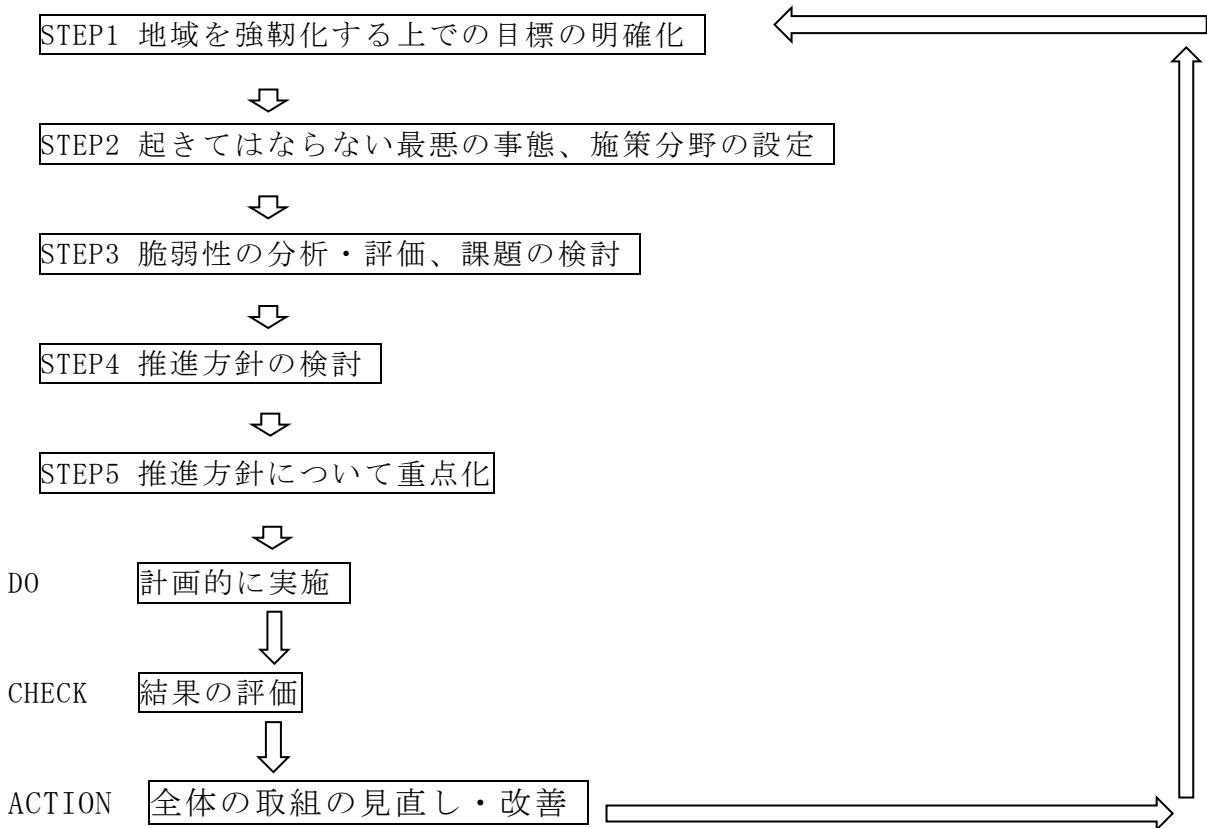 STEP1 地域を強靭化する上での目標の明確化
STEP2 起きてはならない最悪の事態、施策分野の設定
STEP3 脆弱性の分析・評価、課題の検討
STEP4 推進方針の検討
STEP5 推進方針について重点化
DO 計画的に実施
CHECK 結果の評価
ACTION 全体の取組の見直し・改善